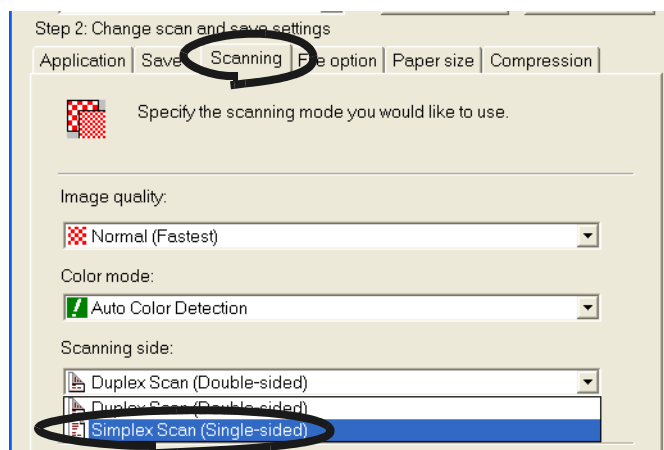 Step 2: Change scan and save settings
Application Save Scanning File option Paper size Compression
Specify the scanning mode you would like to use.
Image quality:
Normal (Fastest)
Color mode:
Auto Color Detection
Scanning side:
Duplex Scan (Double-sided)
Duplex Scan (Double-sided)
Simplex Scan (Single-sided)